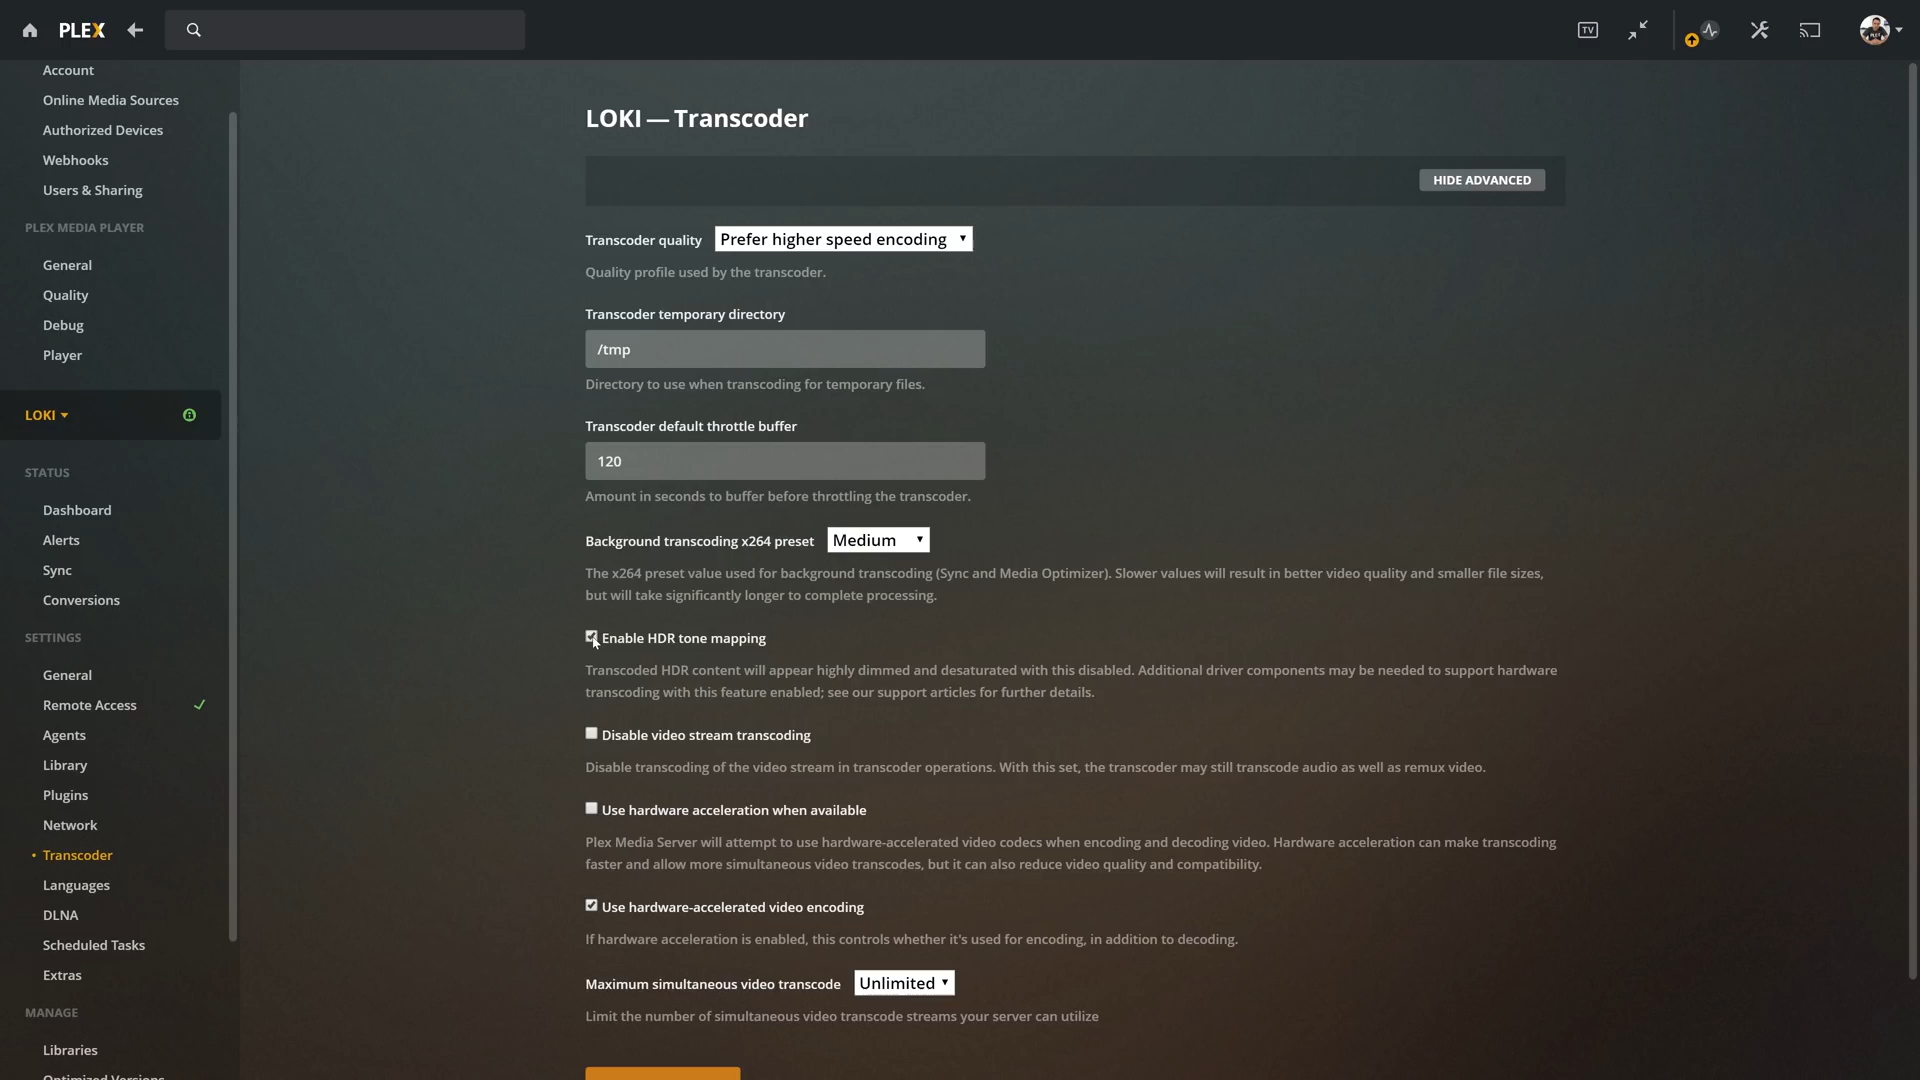 PLEX
TV
Account
Online Media Sources
Authorized Devices
Webhooks
Users & Sharing
PLEX MEDIA PLAYER
General
Quality
Debug
Player
LOKI
STATUS
Dashboard
Alerts
Sync
Conversions
SETTINGS
General
Remote Access
Agents
Library
Plugins
Network
Transcoder
Languages
DLNA
Scheduled Tasks
Extras
MANAGE
Libraries
Optimized Versions
LOKI — Transcoder
HIDE ADVANCED
Transcoder quality Prefer higher speed encoding
Quality profile used by the transcoder.
Transcoder temporary directory
/tmp
Directory to use when transcoding for temporary files.
Transcoder default throttle buffer
120
Amount in seconds to buffer before throttling the transcoder.
Background transcoding x264 preset Medium
The x264 preset value used for background transcoding (Sync and Media Optimizer). Slower values will result in better video quality and smaller file sizes,
but will take significantly longer to complete processing.
Enable HDR tone mapping
Transcoded HDR content will appear highly dimmed and desaturated with this disabled. Additional driver components may be needed to support hardware
transcoding with this feature enabled; see our support articles for further details.
Disable video stream transcoding
Disable transcoding of the video stream in transcoder operations. With this set, the transcoder may still transcode audio as well as remux video.
Use hardware acceleration when available
Plex Media Server will attempt to use hardware-accelerated video codecs when encoding and decoding video. Hardware acceleration can make transcoding
faster and allow more simultaneous video transcodes, but it can also reduce video quality and compatibility.
Use hardware-accelerated video encoding
If hardware acceleration is enabled, this controls whether it's used for encoding, in addition to decoding.
Maximum simultaneous video transcode Unlimited
Limit the number of simultaneous video transcode streams your server can utilize